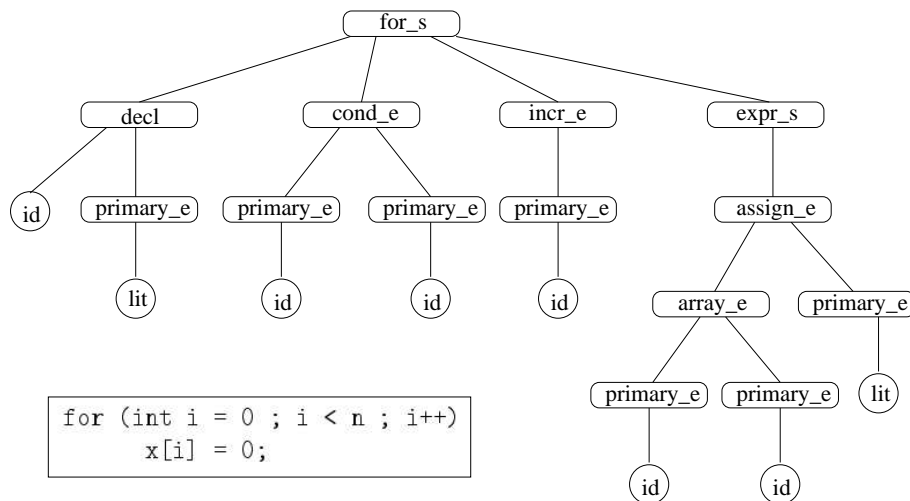 for_s
decl cond_e incr_e expr_s
id primary_e primary_e primary_e primary_e assign_e
lit id id id array_e primary_e
primary_e primary_e lit
id id
for (int i = 0 ; i < n ; i++)
x[i] = 0;